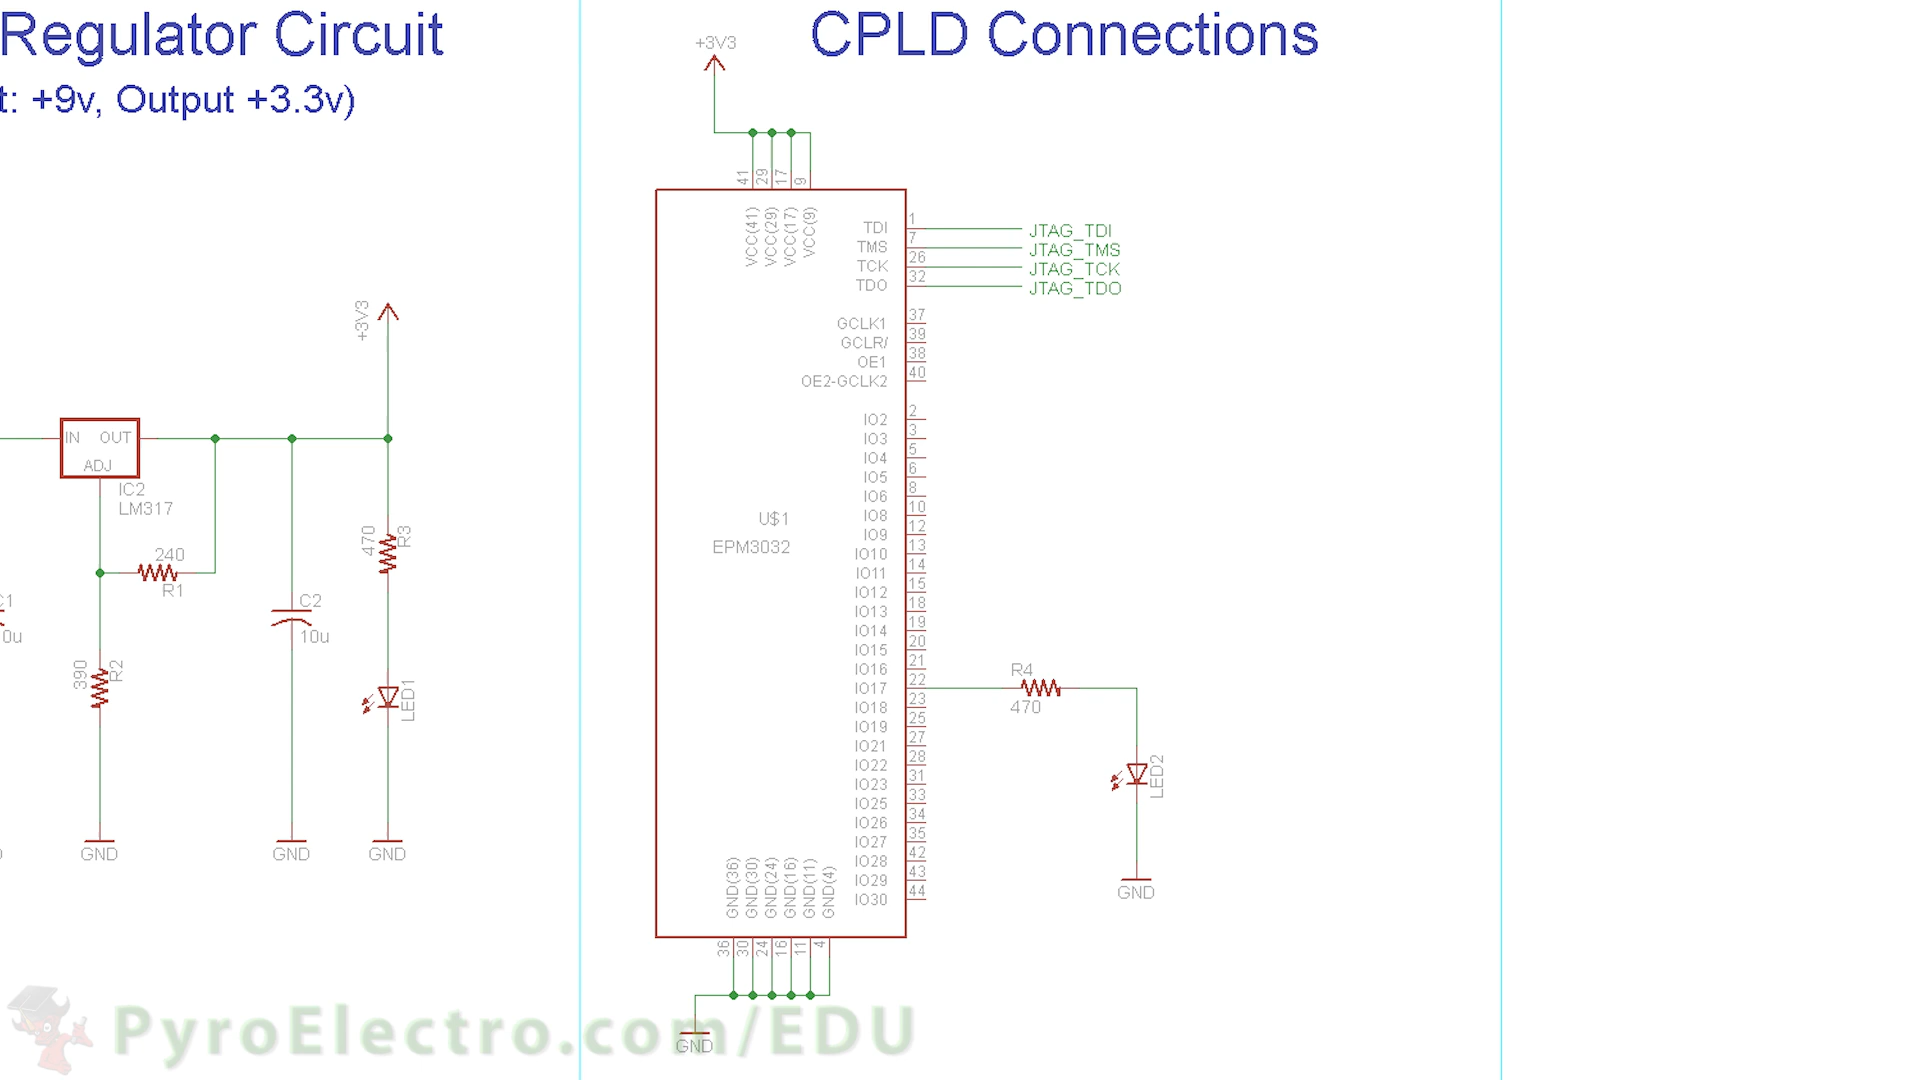 Regulator Circuit
t: +9v, Output +3.3v)
+3V3
IN OUT
ADJ
IC2
LM317
240
R1
C1
0u
390
R2
C2
10u
470
R3
LED1
GND
GND
GND
CPLD Connections
+3V3
41 29 17 9
VCC(41) VCC(29) VCC(17) VCC(9)
TDI 1 JTAG_TDI
TMS 7 JTAG_TMS
TCK 26 JTAG_TCK
TDO 32 JTAG_TDO
GCLK1 37
GCLR/ 39
OE1 38
OE2-GCLK2 40
IO2 2
IO3 3
IO4 5
IO5 6
IO6 8
IO8 10
IO9 12
IO10 13
IO11 14
IO12 15
IO13 18
IO14 19
IO15 20
IO16 21
IO17 22
IO18 23
IO19 25
IO21 27
IO22 28
IO23 31
IO25 33
IO26 34
IO27 35
IO28 42
IO29 43
IO30 44
U$1
EPM3032
R4
470
LED2
GND
GND(36) GND(30) GND(24) GND(16) GND(11) GND(4)
36 30 24 16 11 4
GND
PyroElectro.com/EDU